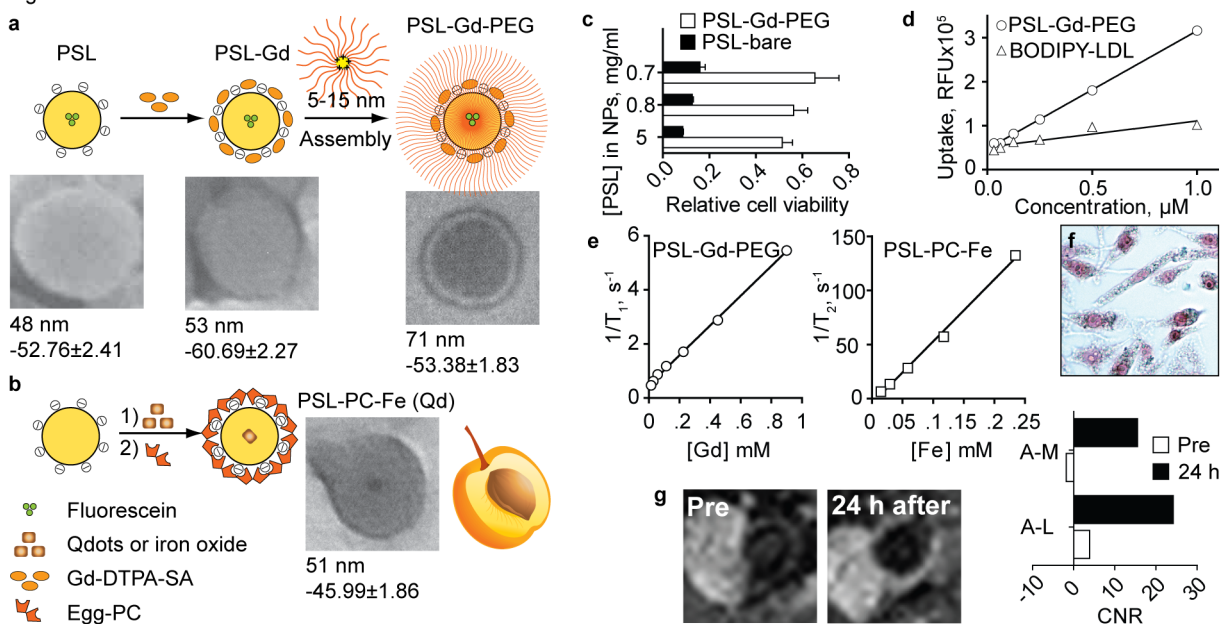 a
PSL
PSL-Gd
PSL-Gd-PEG
5-15 nm
Assembly
48 nm
-52.76±2.41
53 nm
-60.69±2.27
71 nm
-53.38±1.83
b
1)
2)
PSL-PC-Fe (Qd)
51 nm
-45.99±1.86
Fluorescein
Qdots or iron oxide
Gd-DTPA-SA
Egg-PC
c
PSL-Gd-PEG
PSL-bare
[PSL] in NPs, mg/ml
0.7
0.8
5
0.0 0.2 0.4 0.6 0.8
Relative cell viability
d
PSL-Gd-PEG
BODIPY-LDL
Uptake, RFUx10⁵
3
2
1
0
0.0 0.5 1.0
Concentration, µM
e
PSL-Gd-PEG
1/T₁, s⁻¹
6
4
2
0
0 .2 .4 .6 .8 1
[Gd] mM
PSL-PC-Fe
1/T₂, s⁻¹
150
100
50
0
0 .05 .1 .15 .2 .25
[Fe] mM
f
g
Pre
24 h after
Pre
24 h
A-M
A-L
-10 0 10 20 30
CNR